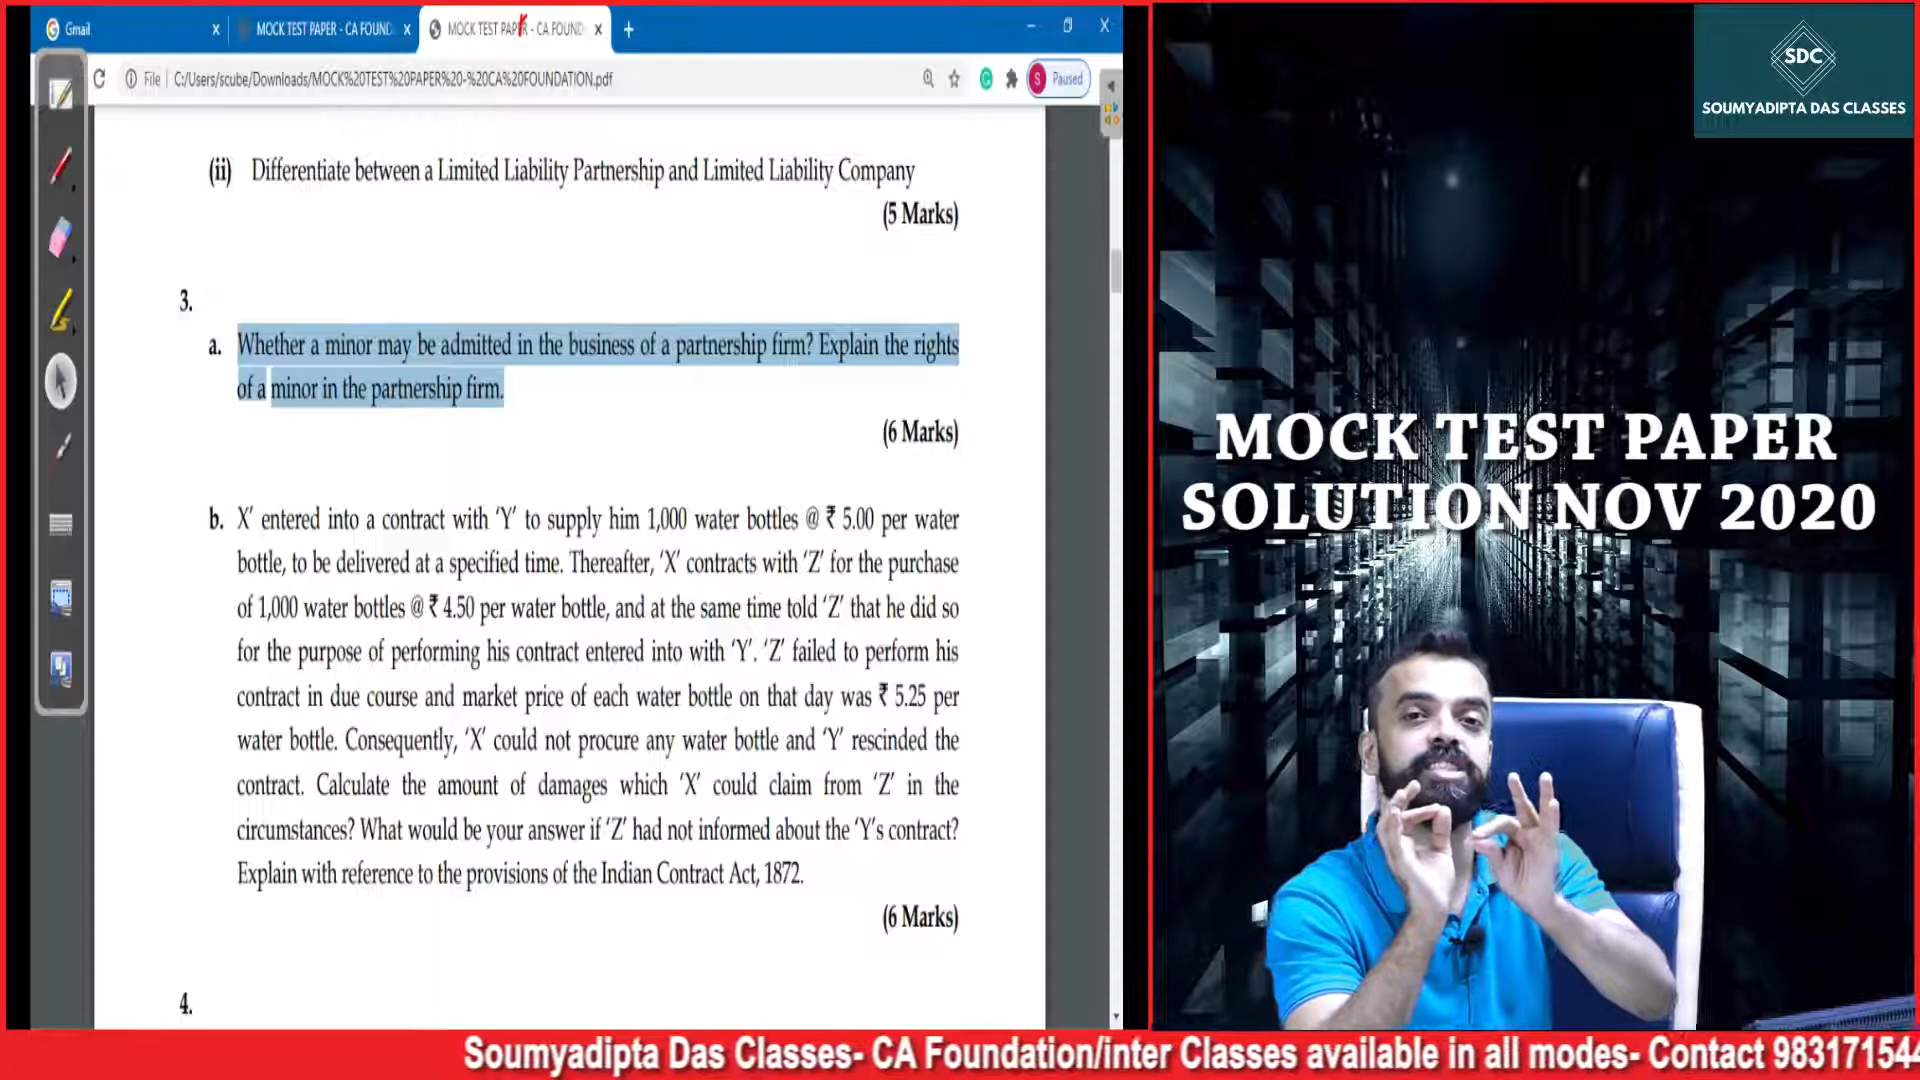 Gmail
MOCK TEST PAPER - CA FOUND
MOCK TEST PAPER - CA FOUND
File | C:/Users/scube/Downloads/MOCK%20TEST%20PAPER%20-%20CA%20FOUNDATION.pdf
S Paused
(ii) Differentiate between a Limited Liability Partnership and Limited Liability Company
(5 Marks)
3.
a. Whether a minor may be admitted in the business of a partnership firm? Explain the rights
of a minor in the partnership firm.
(6 Marks)
b. X’ entered into a contract with ‘Y’ to supply him 1,000 water bottles @ ₹ 5.00 per water
bottle, to be delivered at a specified time. Thereafter, ‘X’ contracts with ‘Z’ for the purchase
of 1,000 water bottles @ ₹ 4.50 per water bottle, and at the same time told ‘Z’ that he did so
for the purpose of performing his contract entered into with ‘Y’. ‘Z’ failed to perform his
contract in due course and market price of each water bottle on that day was ₹ 5.25 per
water bottle. Consequently, ‘X’ could not procure any water bottle and ‘Y’ rescinded the
contract. Calculate the amount of damages which ‘X’ could claim from ‘Z’ in the
circumstances? What would be your answer if ‘Z’ had not informed about the ‘Y’s contract?
Explain with reference to the provisions of the Indian Contract Act, 1872.
(6 Marks)
4.
SDC
SOUMYADIPTA DAS CLASSES
MOCK TEST PAPER
SOLUTION NOV 2020
Soumyadipta Das Classes- CA Foundation/inter Classes available in all modes- Contact 98317154